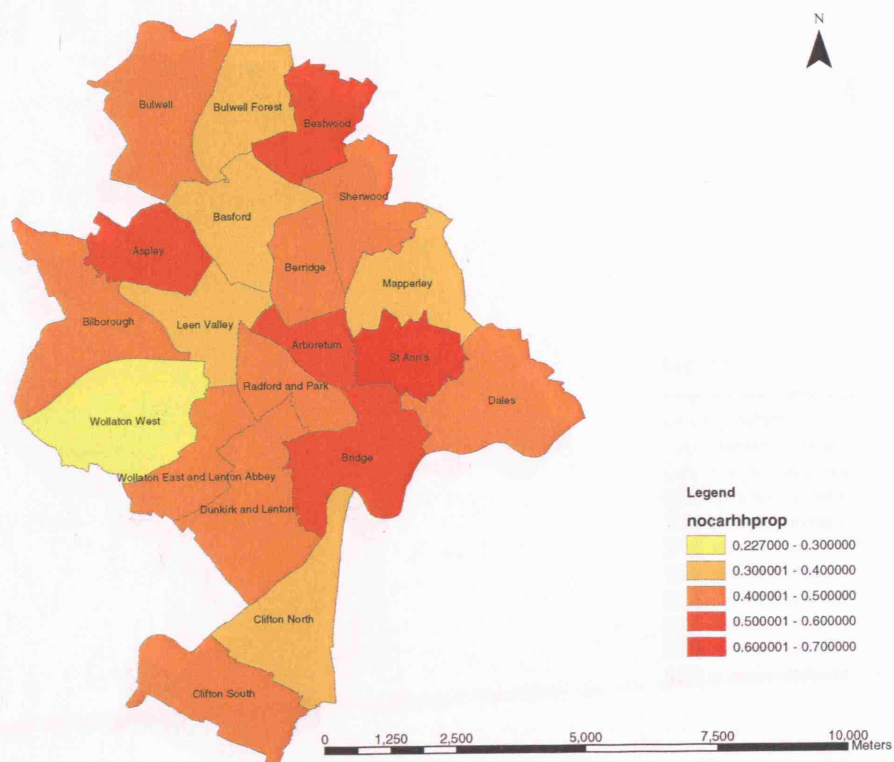 N
Bulwell
Bulwell Forest
Bestwood
Sherwood
Basford
Aspley
Berridge
Mapperley
Bilborough
Leen Valley
Arboretum
St Ann's
Radford and Park
Dales
Wollaton West
Bridge
Wollaton East and Lenton Abbey
Dunkirk and Lenton
Clifton North
Clifton South
Legend
nocarhhprop
0.227000 - 0.300000
0.300001 - 0.400000
0.400001 - 0.500000
0.500001 - 0.600000
0.600001 - 0.700000
0 1,250 2,500 5,000 7,500 10,000
Meters